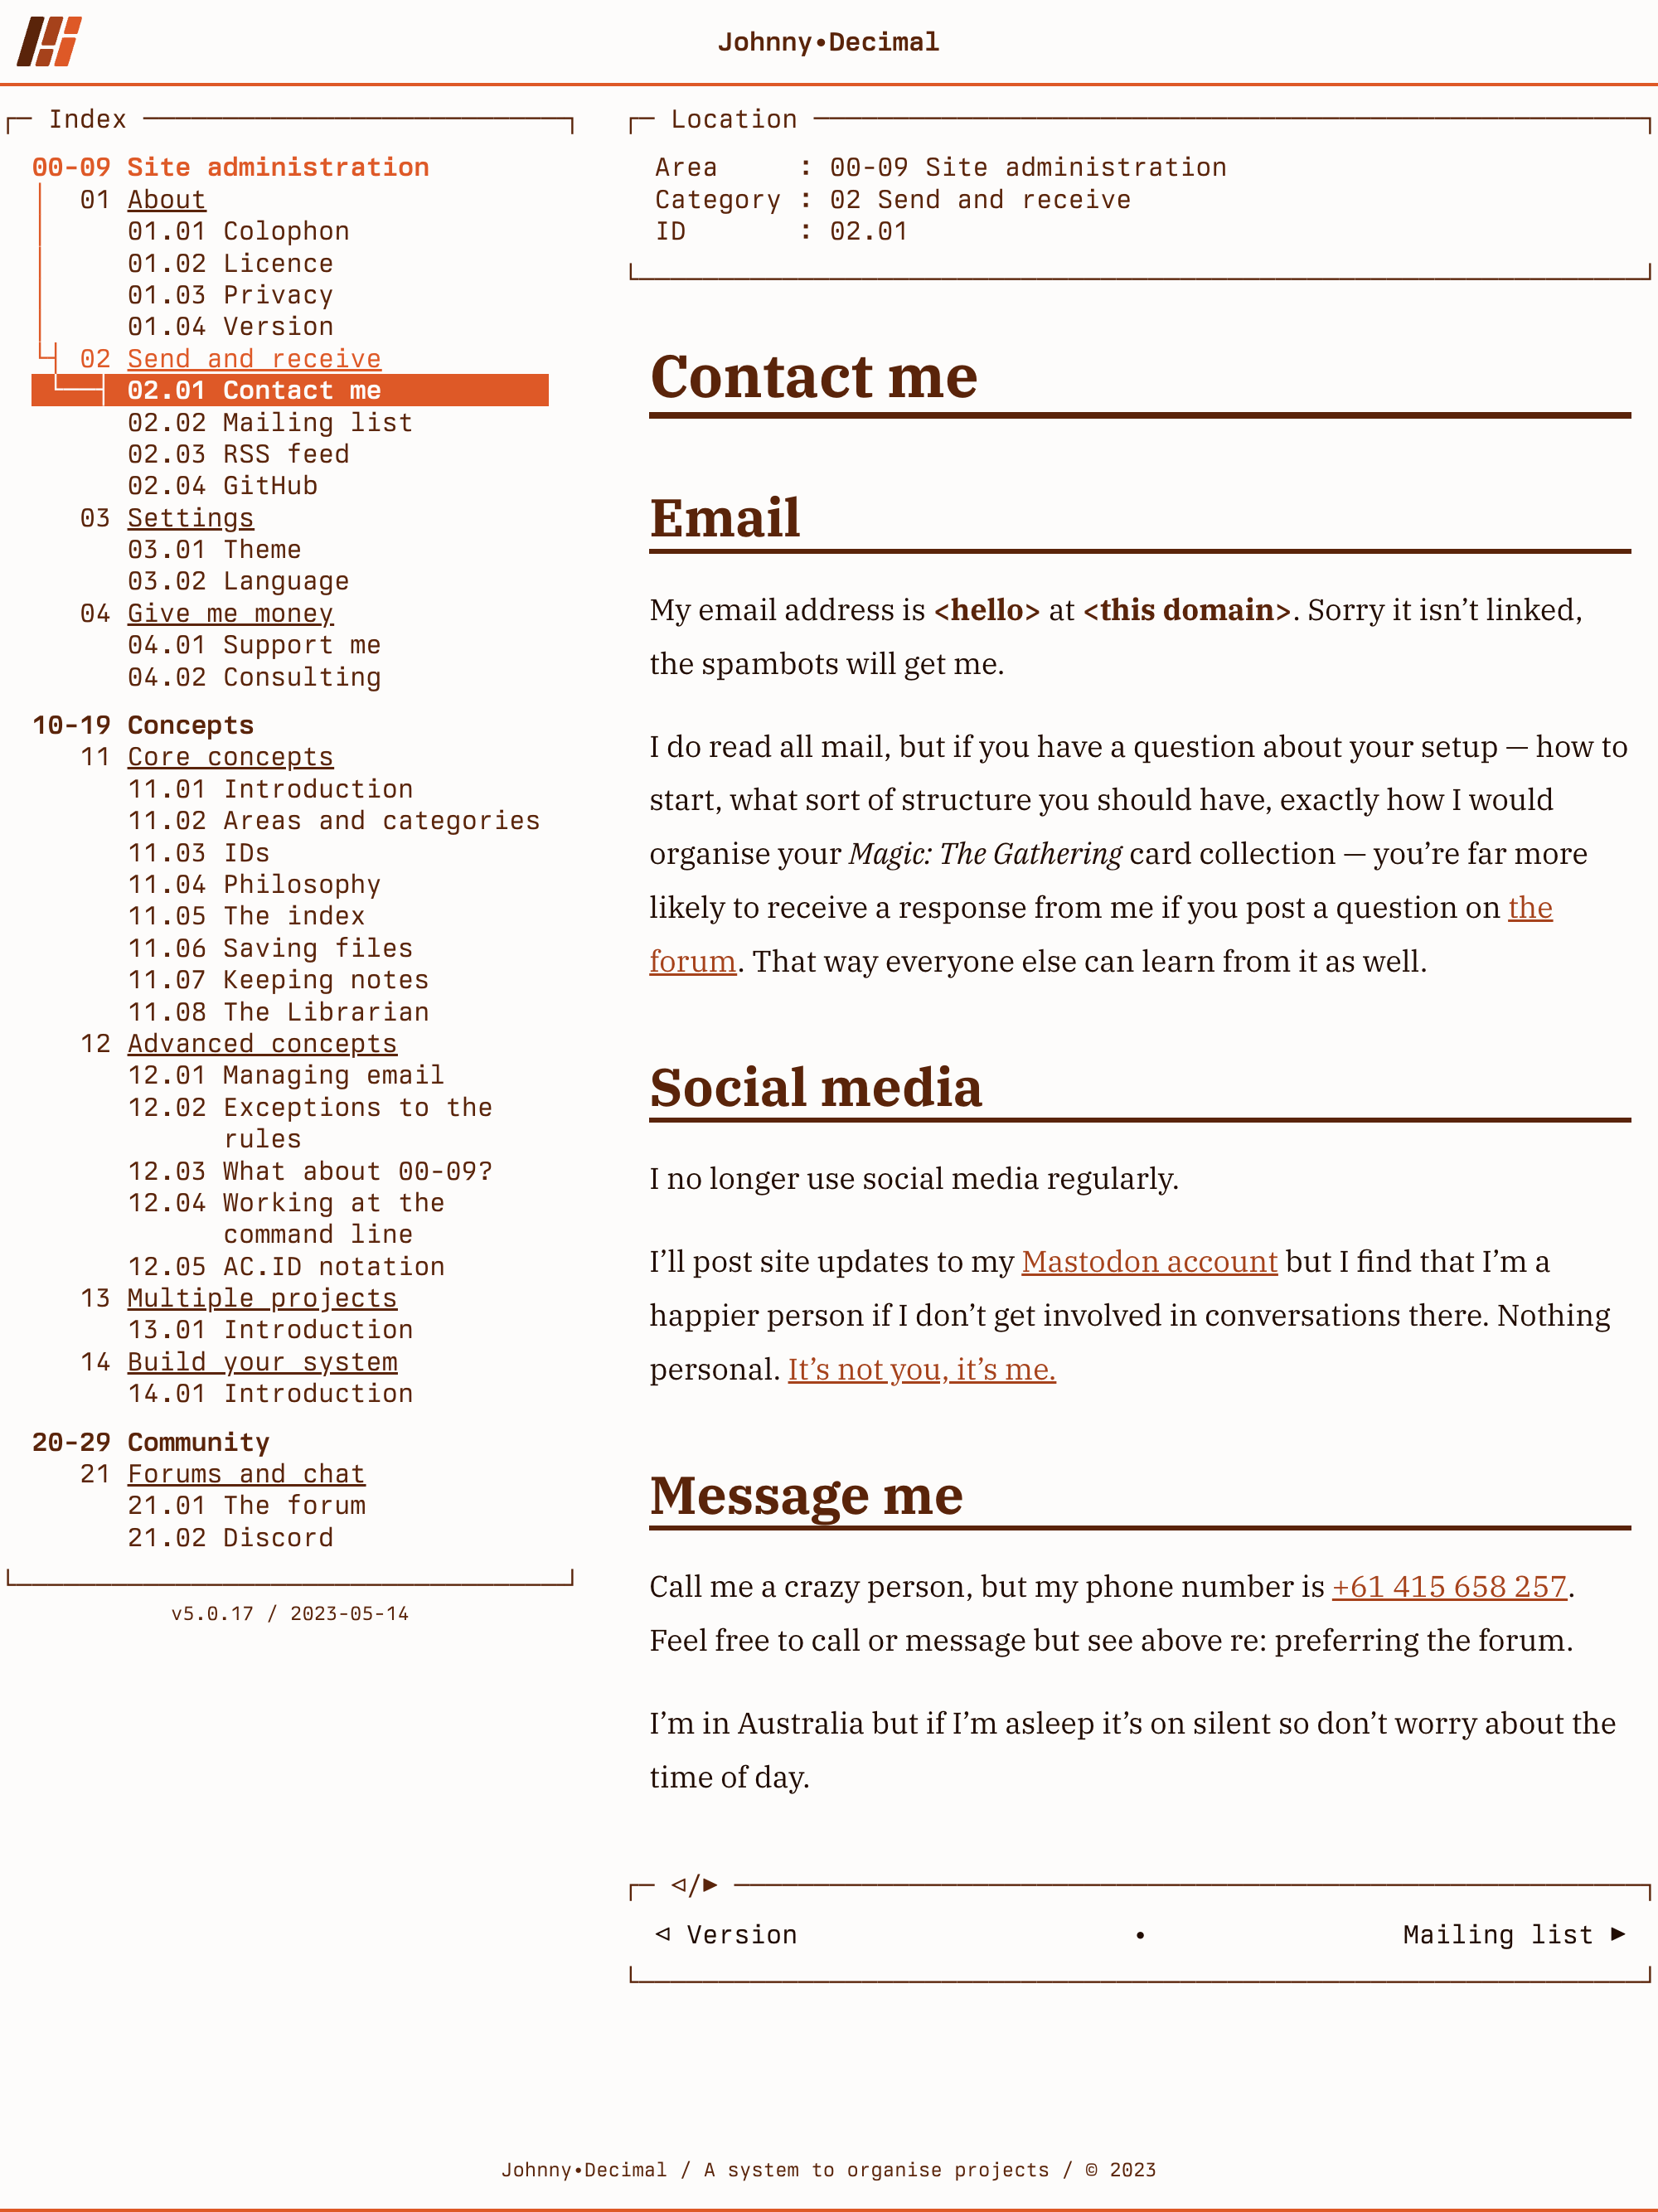 Johnny•Decimal
Index
00-09 Site administration
01 About
01.01 Colophon
01.02 Licence
01.03 Privacy
01.04 Version
02 Send and receive
02.01 Contact me
02.02 Mailing list
02.03 RSS feed
02.04 GitHub
03 Settings
03.01 Theme
03.02 Language
04 Give me money
04.01 Support me
04.02 Consulting
10-19 Concepts
11 Core concepts
11.01 Introduction
11.02 Areas and categories
11.03 IDs
11.04 Philosophy
11.05 The index
11.06 Saving files
11.07 Keeping notes
11.08 The Librarian
12 Advanced concepts
12.01 Managing email
12.02 Exceptions to the
rules
12.03 What about 00-09?
12.04 Working at the
command line
12.05 AC.ID notation
13 Multiple projects
13.01 Introduction
14 Build your system
14.01 Introduction
20-29 Community
21 Forums and chat
21.01 The forum
21.02 Discord
v5.0.17 / 2023-05-14
Location
Area : 00-09 Site administration
Category : 02 Send and receive
ID : 02.01
Contact me
Email
My email address is <hello> at <this domain>. Sorry it isn’t linked,
the spambots will get me.
I do read all mail, but if you have a question about your setup — how to
start, what sort of structure you should have, exactly how I would
organise your Magic: The Gathering card collection — you’re far more
likely to receive a response from me if you post a question on the
forum. That way everyone else can learn from it as well.
Social media
I no longer use social media regularly.
I’ll post site updates to my Mastodon account but I find that I’m a
happier person if I don’t get involved in conversations there. Nothing
personal. It’s not you, it’s me.
Message me
Call me a crazy person, but my phone number is +61 415 658 257.
Feel free to call or message but see above re: preferring the forum.
I’m in Australia but if I’m asleep it’s on silent so don’t worry about the
time of day.
◁/▶
◁ Version • Mailing list ▶
Johnny•Decimal / A system to organise projects / © 2023